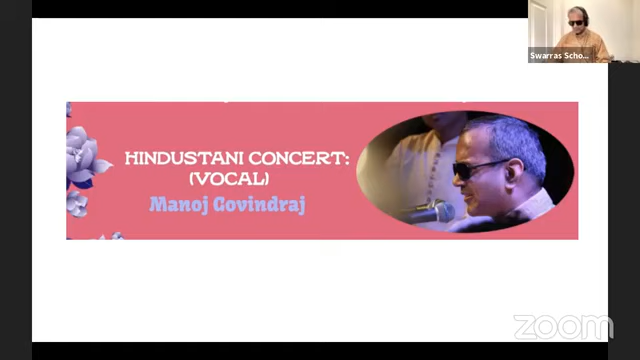 Swarras Scho...
HINDUSTANI CONCERT:
(VOCAL)
Manoj Govindraj
zoom